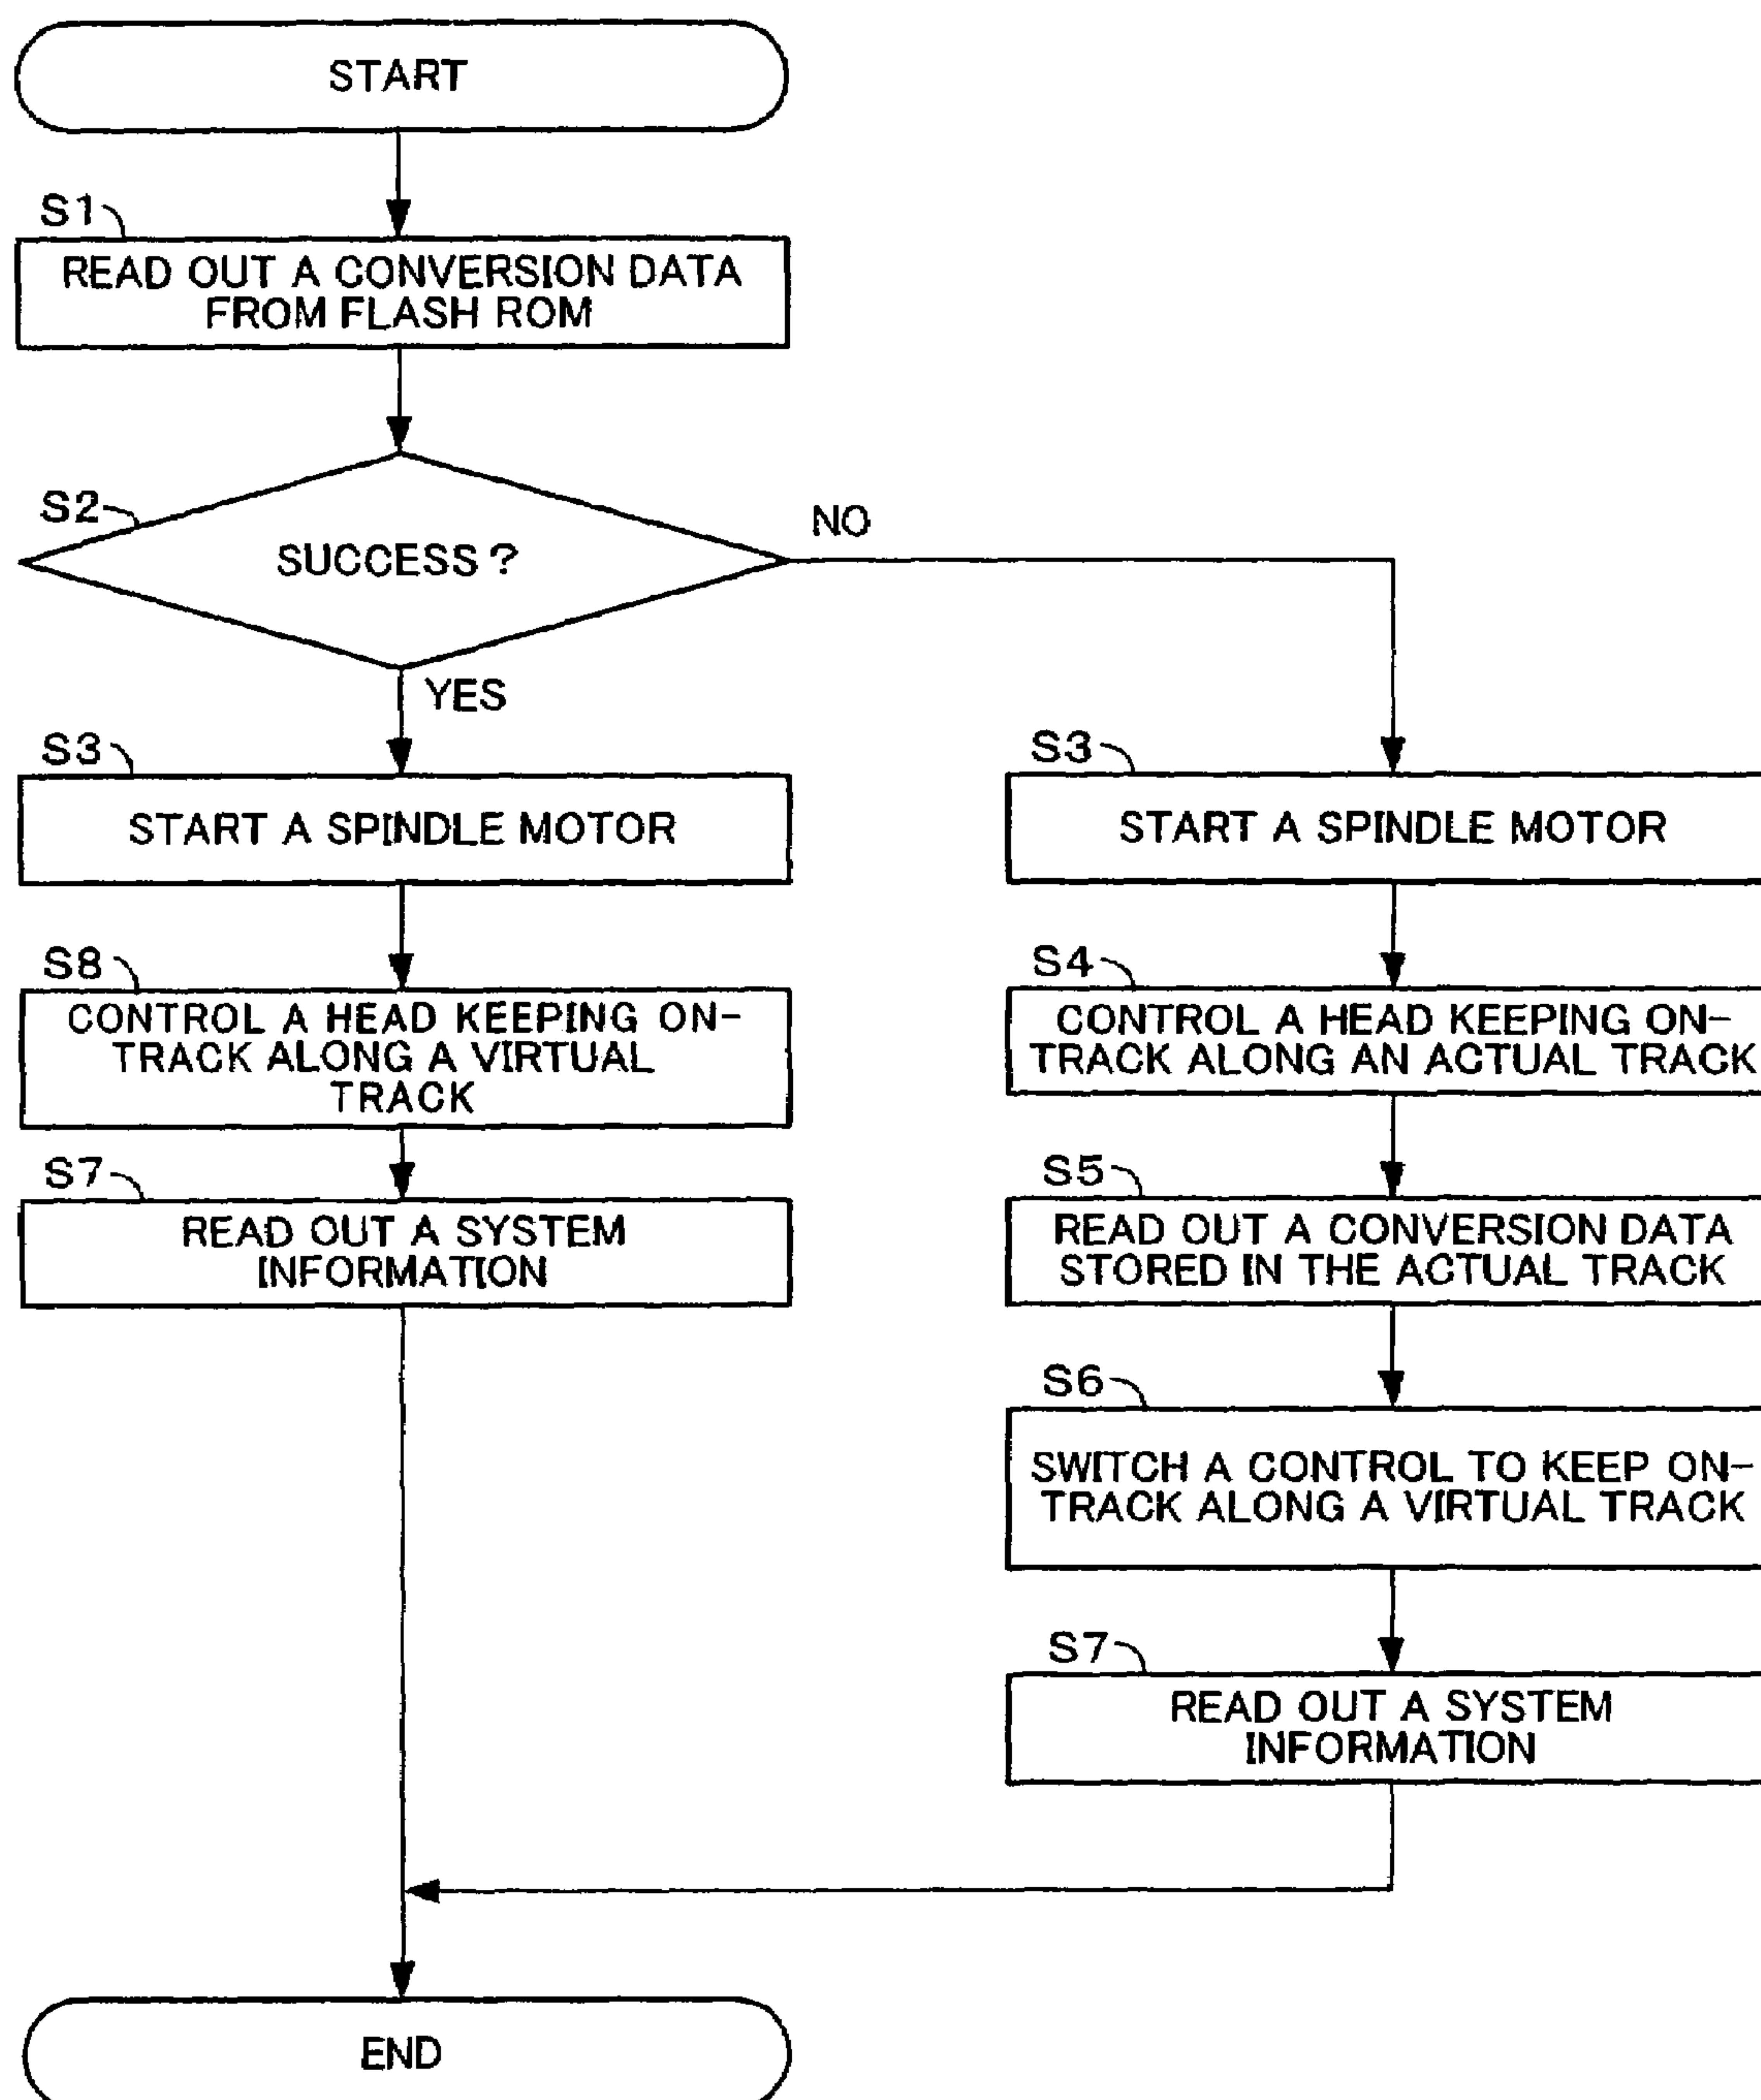 START
S1
READ OUT A CONVERSION DATA
FROM FLASH ROM
S2
SUCCESS ?
NO
YES
S3
START A SPINDLE MOTOR
S8
CONTROL A HEAD KEEPING ON-
TRACK ALONG A VIRTUAL
TRACK
S7
READ OUT A SYSTEM
INFORMATION
S3
START A SPINDLE MOTOR
S4
CONTROL A HEAD KEEPING ON-
TRACK ALONG AN ACTUAL TRACK
S5
READ OUT A CONVERSION DATA
STORED IN THE ACTUAL TRACK
S6
SWITCH A CONTROL TO KEEP ON-
TRACK ALONG A VIRTUAL TRACK
S7
READ OUT A SYSTEM
INFORMATION
END